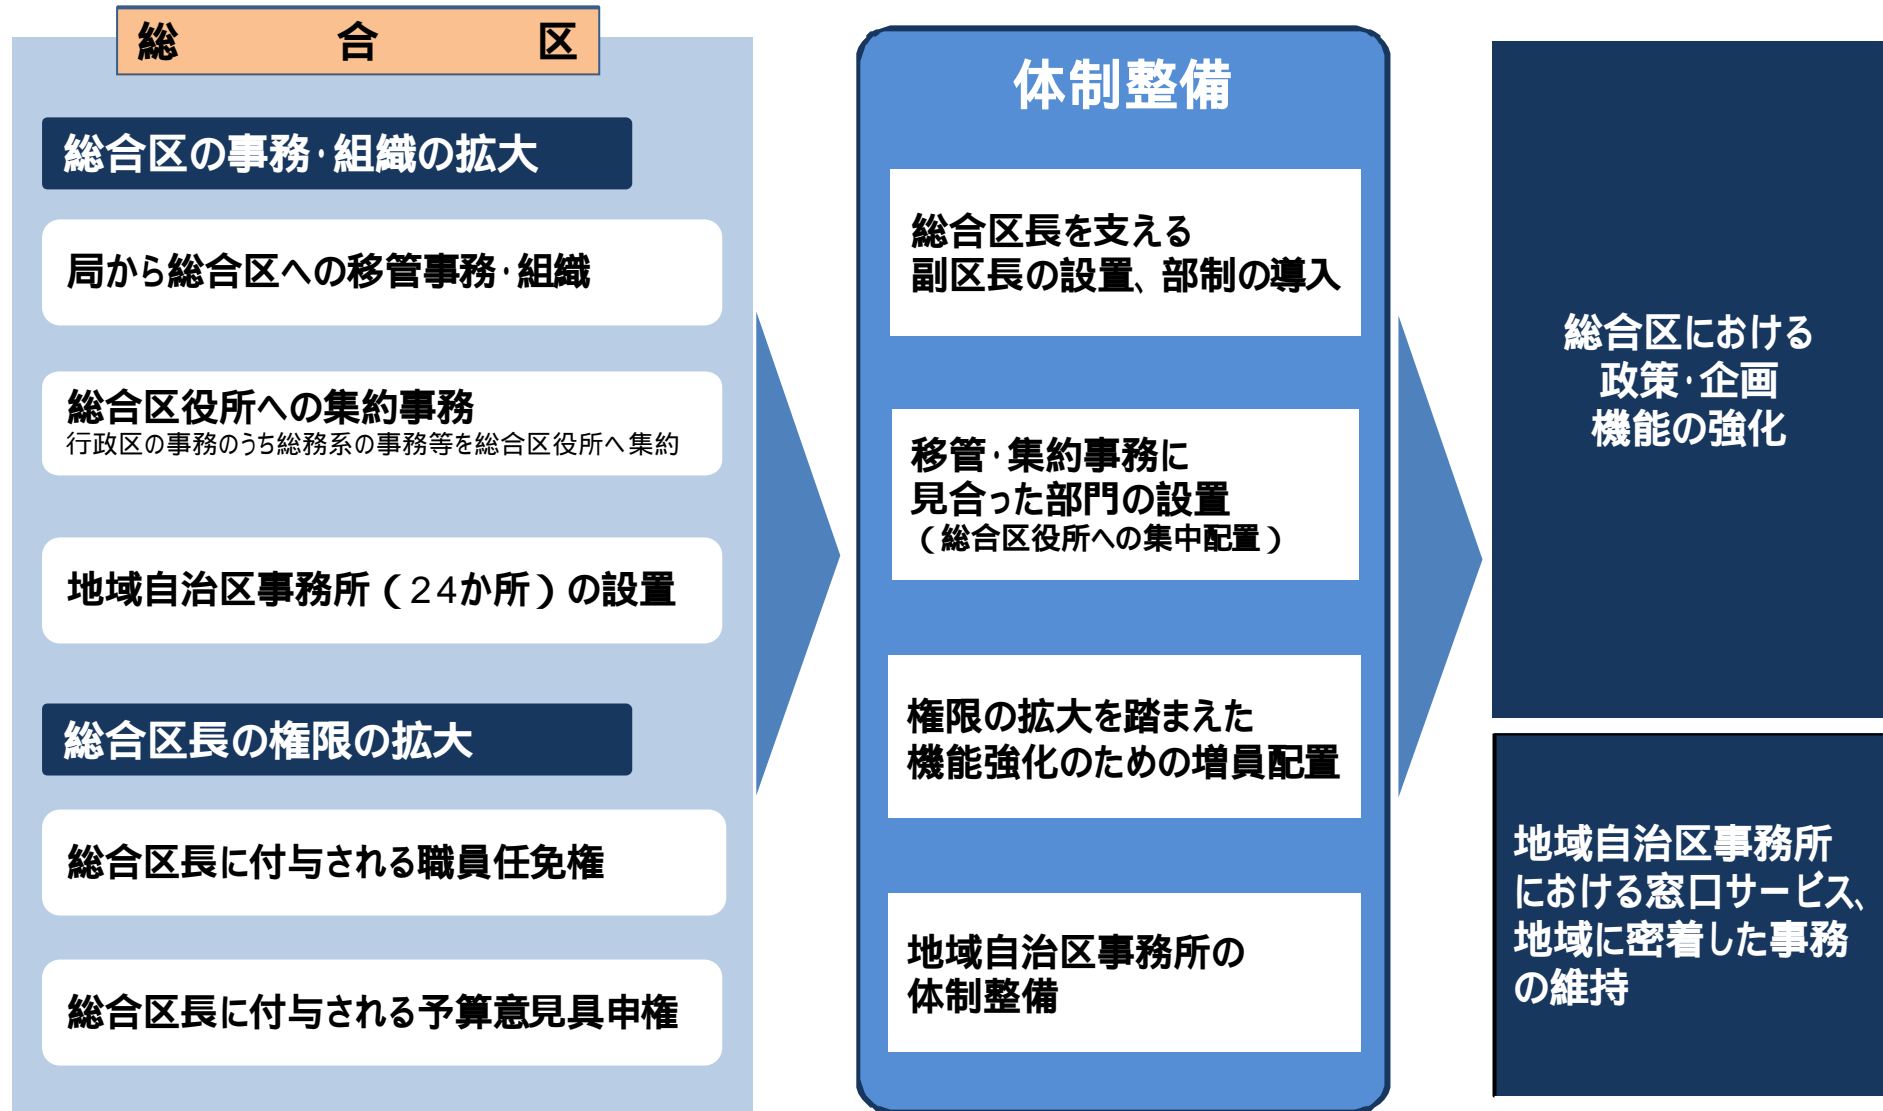 総合区
総合区の事務・組織の拡大
局から総合区への移管事務・組織
総合区役所への集約事務
行政区の事務のうち総務系の事務等を総合区役所へ集約
地域自治区事務所（24か所）の設置
総合区長の権限の拡大
総合区長に付与される職員任免権
総合区長に付与される予算意見具申権
体制整備
総合区長を支える
副区長の設置、部制の導入
移管・集約事務に
見合った部門の設置
（総合区役所への集中配置）
権限の拡大を踏まえた
機能強化のための増員配置
地域自治区事務所の
体制整備
総合区における
政策・企画
機能の強化
地域自治区事務所
における窓口サービス、
地域に密着した事務
の維持